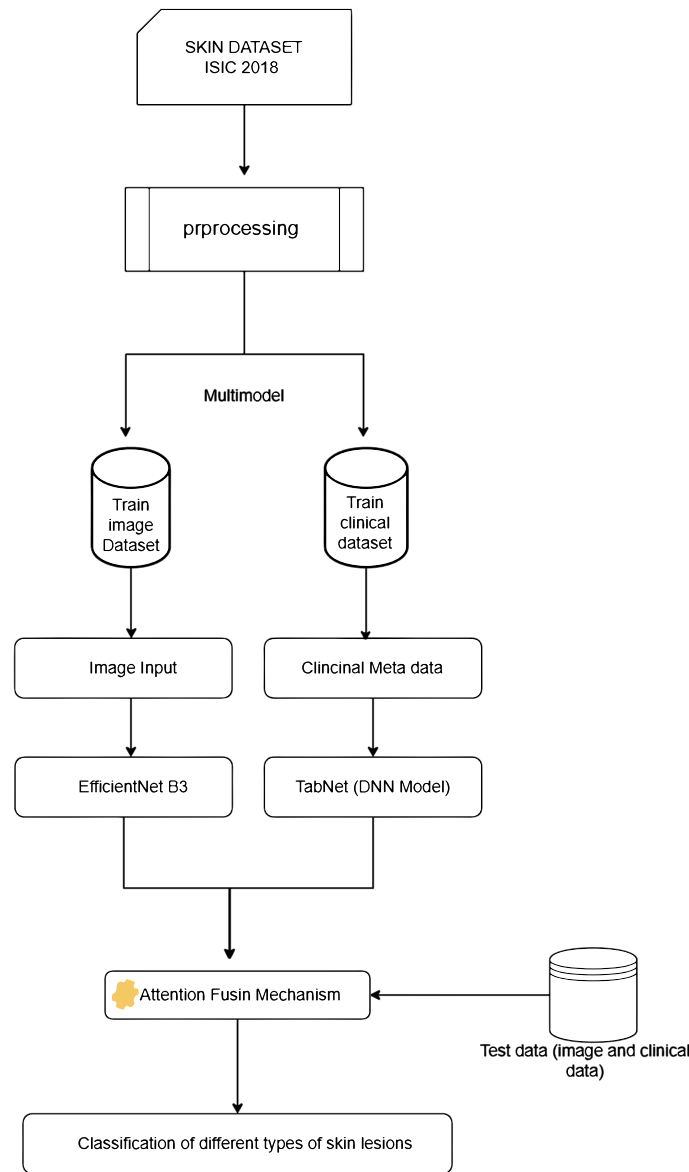 SKIN DATASET
ISIC 2018
prprocessing
Multimodel
Train
image
Dataset
Train
clinical
dataset
Image Input
Clincinal Meta data
EfficientNet B3
TabNet (DNN Model)
Attention Fusin Mechanism
Test data (image and clinical
data)
Classification of different types of skin lesions